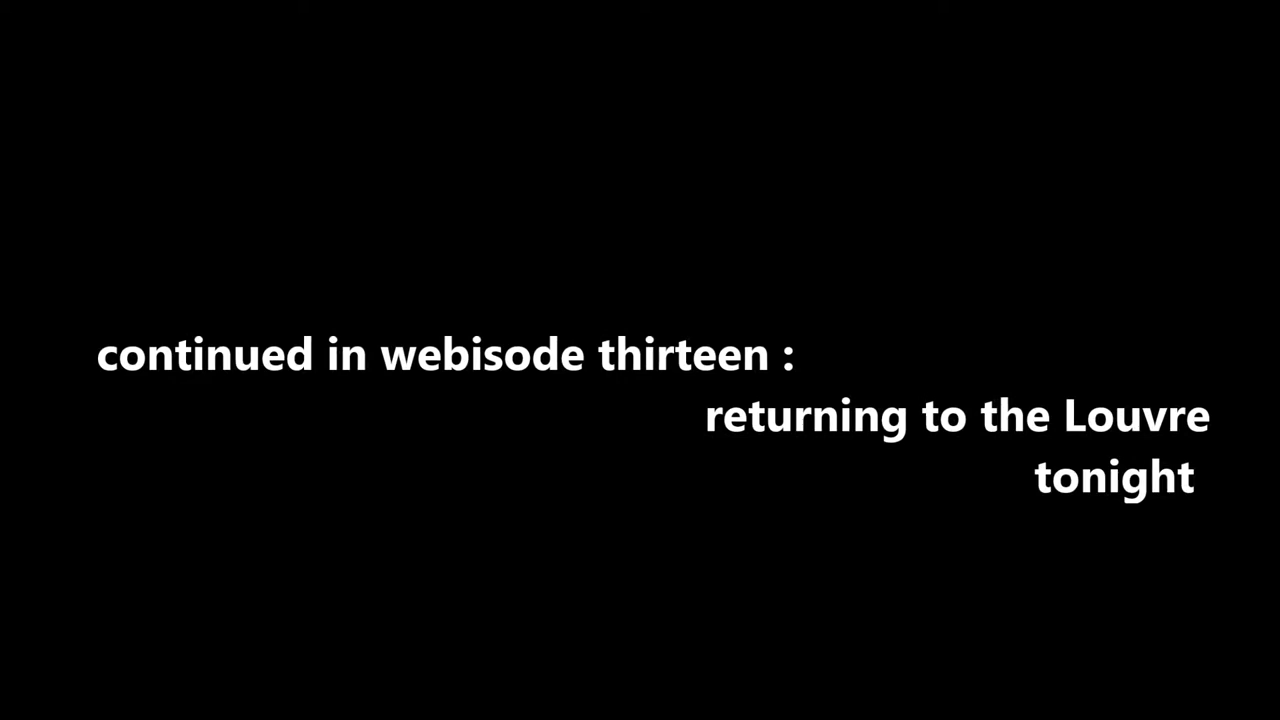 continued in webisode thirteen :
returning to the Louvre
tonight